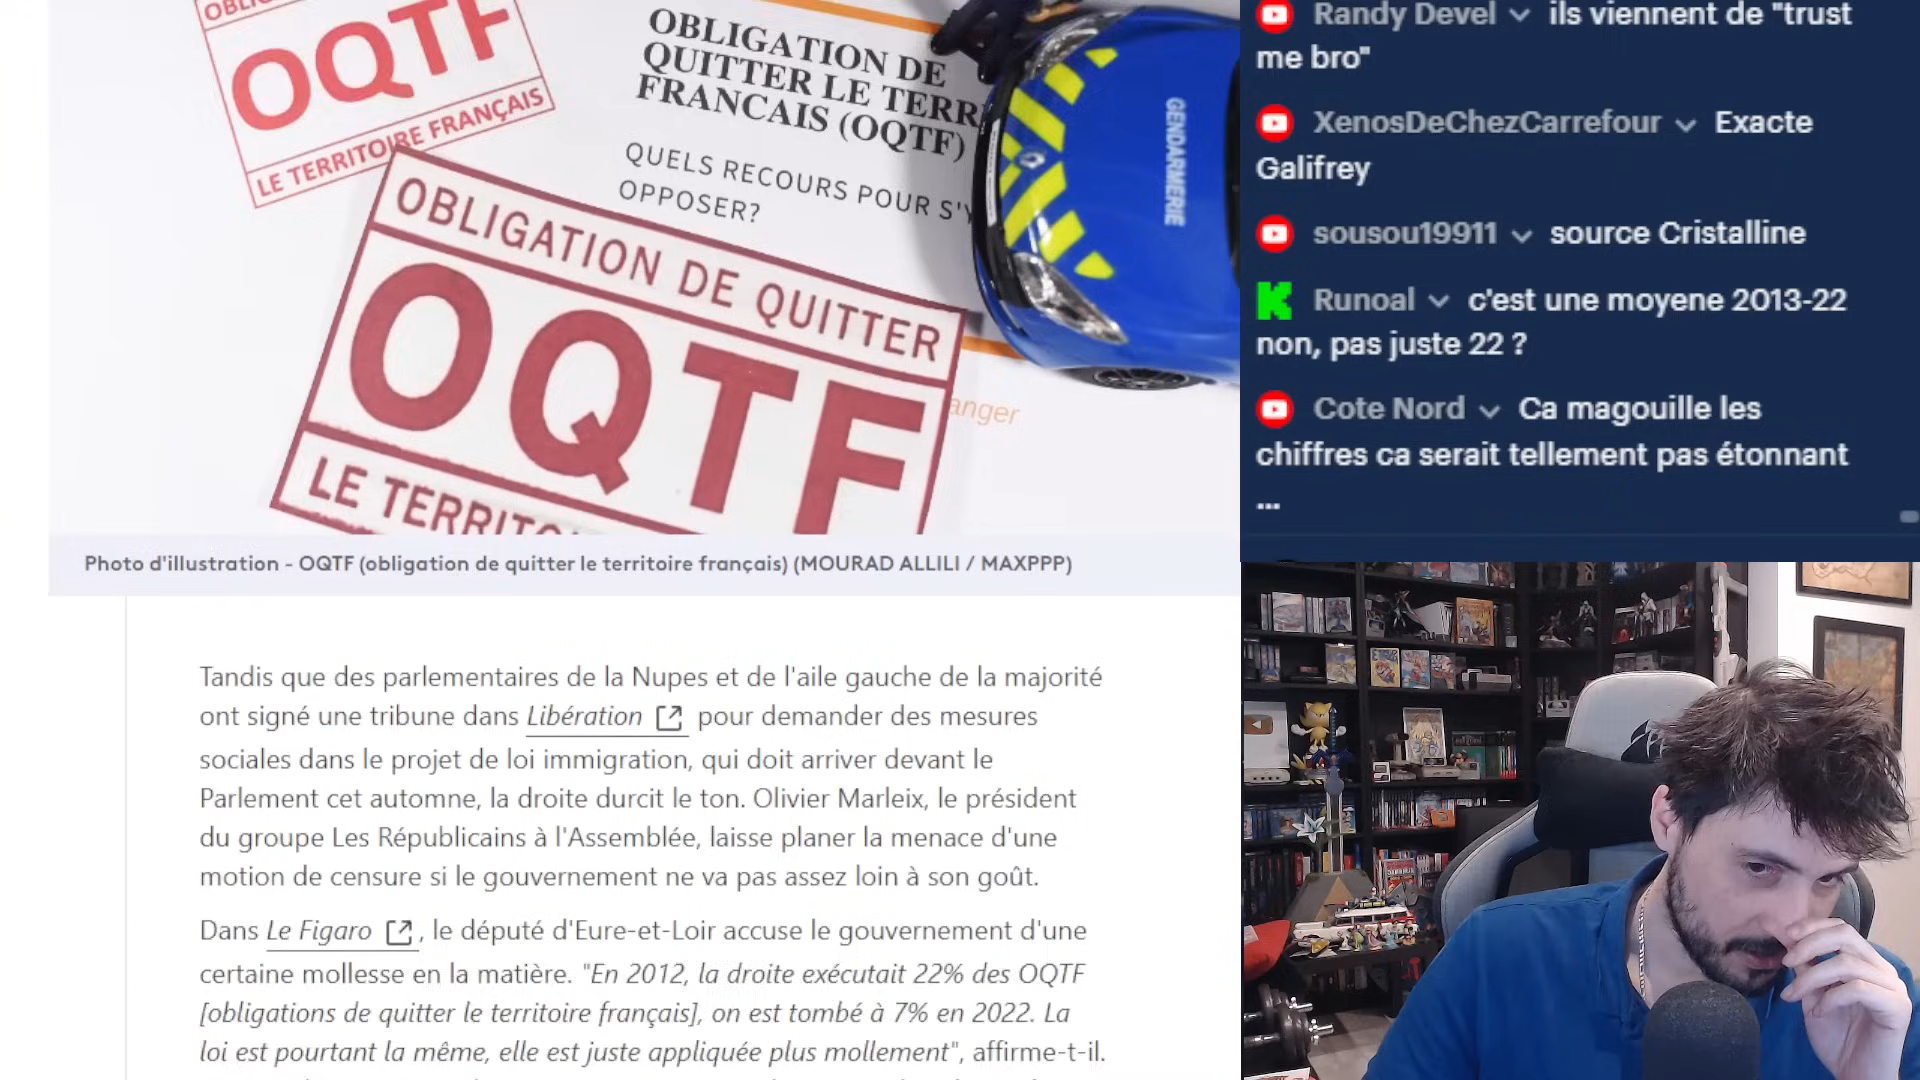 OBLIG
OQTF
LE TERRITOIRE FRANÇAIS
OBLIGATION DE
QUITTER LE TERR
FRANCAIS (OQTF)
QUELS RECOURS POUR S'Y
OPPOSER?
GENDARMERIE
OBLIGATION DE QUITTER
OQTF
LE TERRITO
anger
Photo d'illustration - OQTF (obligation de quitter le territoire français) (MOURAD ALLILI / MAXPPP)
Tandis que des parlementaires de la Nupes et de l'aile gauche de la majorité
ont signé une tribune dans Libération pour demander des mesures
sociales dans le projet de loi immigration, qui doit arriver devant le
Parlement cet automne, la droite durcit le ton. Olivier Marleix, le président
du groupe Les Républicains à l'Assemblée, laisse planer la menace d'une
motion de censure si le gouvernement ne va pas assez loin à son goût.
Dans Le Figaro , le député d'Eure-et-Loir accuse le gouvernement d'une
certaine mollesse en la matière. "En 2012, la droite exécutait 22% des OQTF
[obligations de quitter le territoire français], on est tombé à 7% en 2022. La
loi est pourtant la même, elle est juste appliquée plus mollement", affirme-t-il.
Randy Devel ils viennent de "trust
me bro"
XenosDeChezCarrefour Exacte
Galifrey
sousou19911 source Cristalline
Runoal c'est une moyene 2013-22
non, pas juste 22 ?
Cote Nord Ca magouille les
chiffres ca serait tellement pas étonnant
...